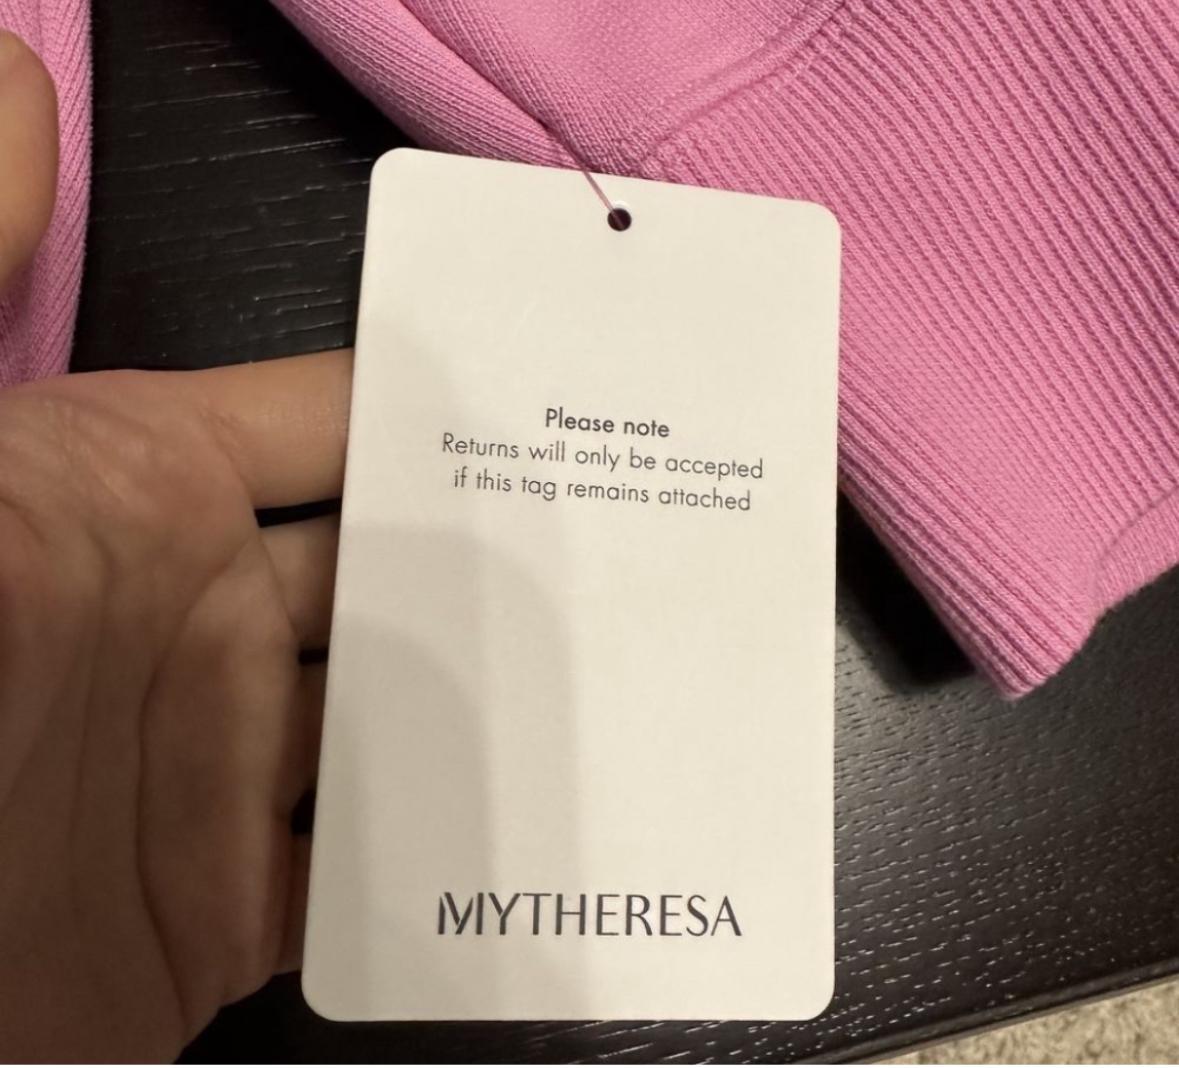 Please note
Returns will only be accepted
if this tag remains attached
MYTHERESA